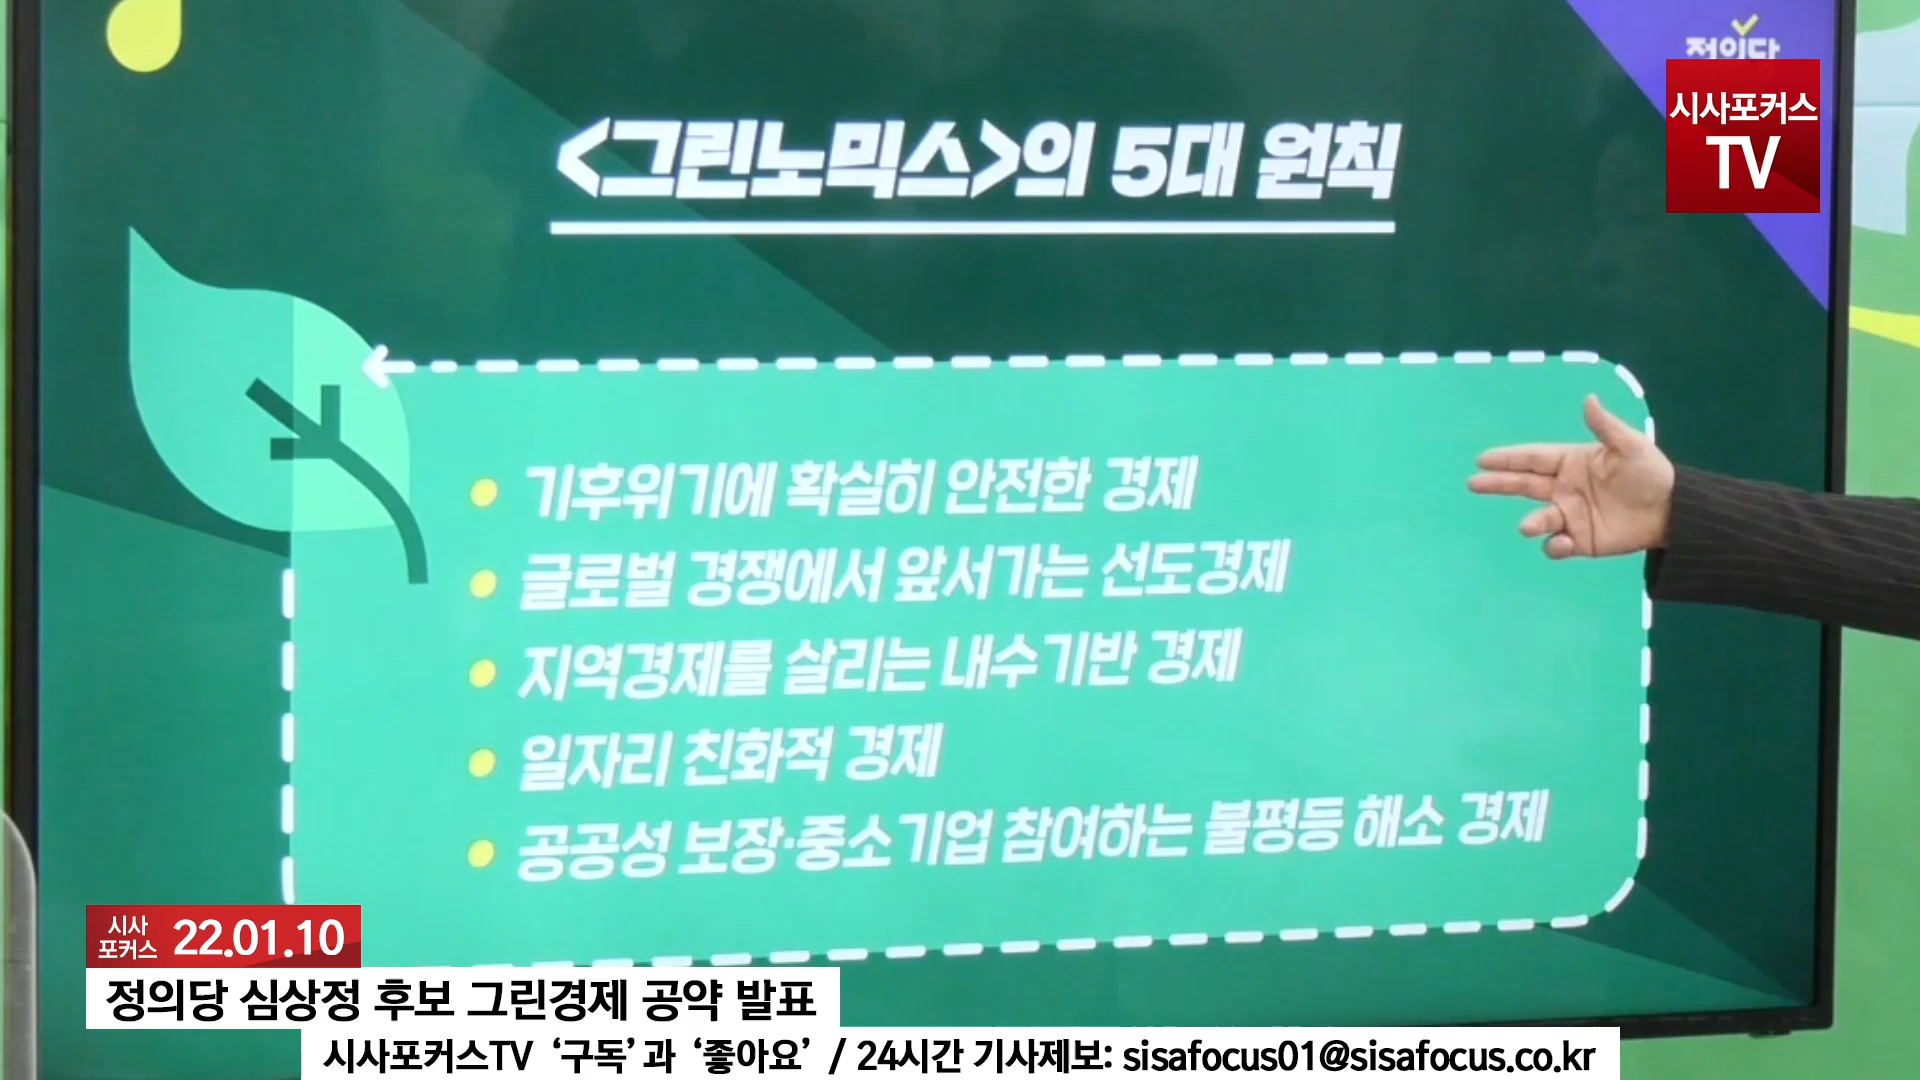 정의당
시사포커스
TV
<그린노믹스>의 5대 원칙
기후위기에 확실히 안전한 경제
글로벌 경쟁에서 앞서가는 선도경제
지역경제를 살리는 내수기반 경제
일자리 친화적 경제
공공성 보장·중소기업 참여하는 불평등 해소 경제
시사
포커스
22.01.10
정의당 심상정 후보 그린경제 공약 발표
시사포커스TV ‘구독’과 ‘좋아요’ / 24시간 기사제보: sisafocus01@sisafocus.co.kr